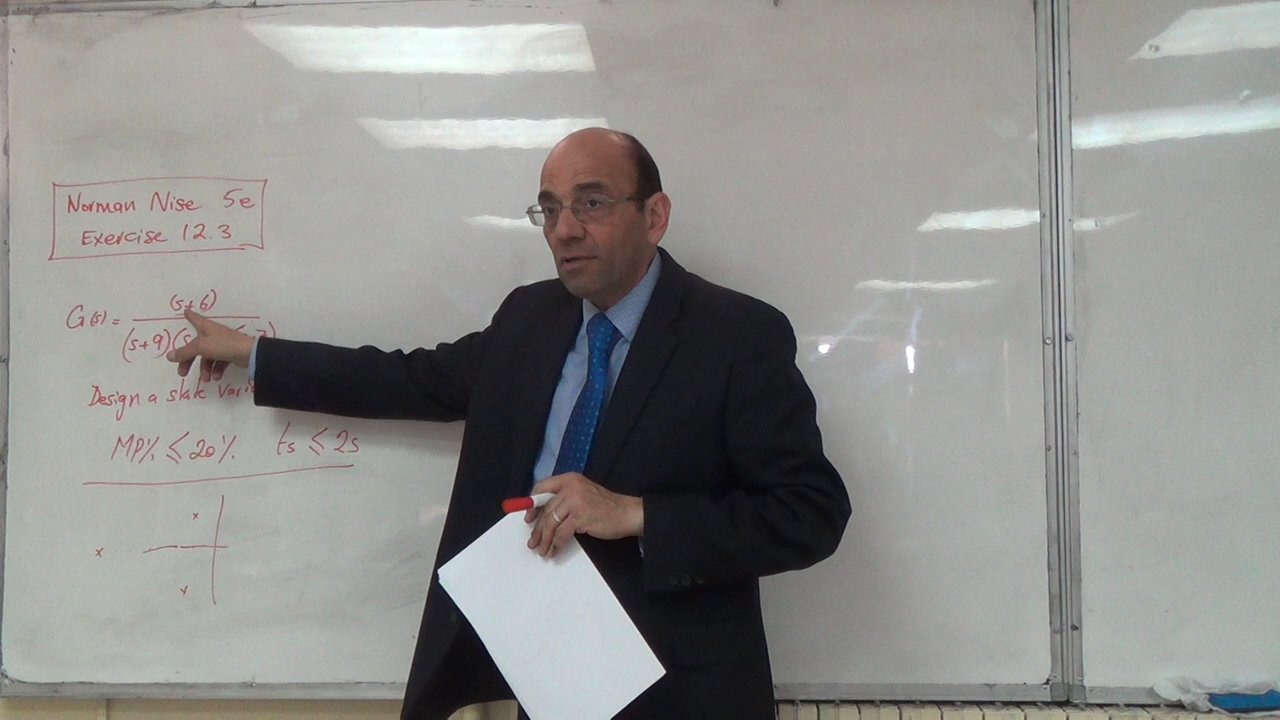 Norman Nise 5e
Exercise 12.3
G(s) = (s+6)
(s+9)(s
Design a state
MP% ≤ 20% ts ≤ 2s